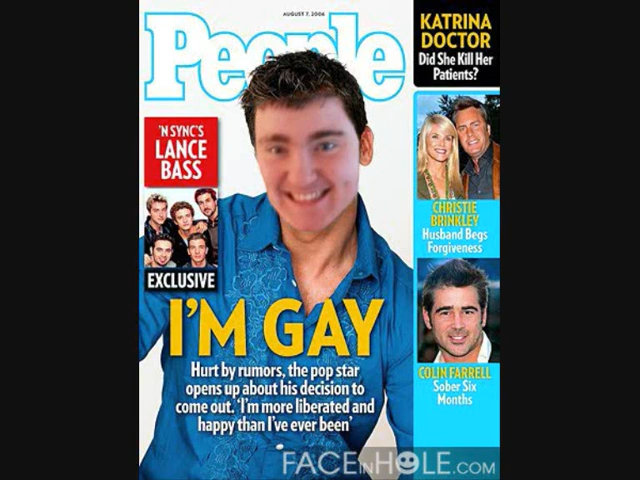 AUGUST 7, 2006
People
KATRINA
DOCTOR
Did She Kill Her
Patients?
'N SYNC'S
LANCE
BASS
EXCLUSIVE
CHRISTIE
BRINKLEY
Husband Begs
Forgiveness
I'M GAY
Hurt by rumors, the pop star
opens up about his decision to
come out. 'I'm more liberated and
happy than I've ever been'
COLIN FARRELL
Sober Six
Months
FACEINHOLE.COM